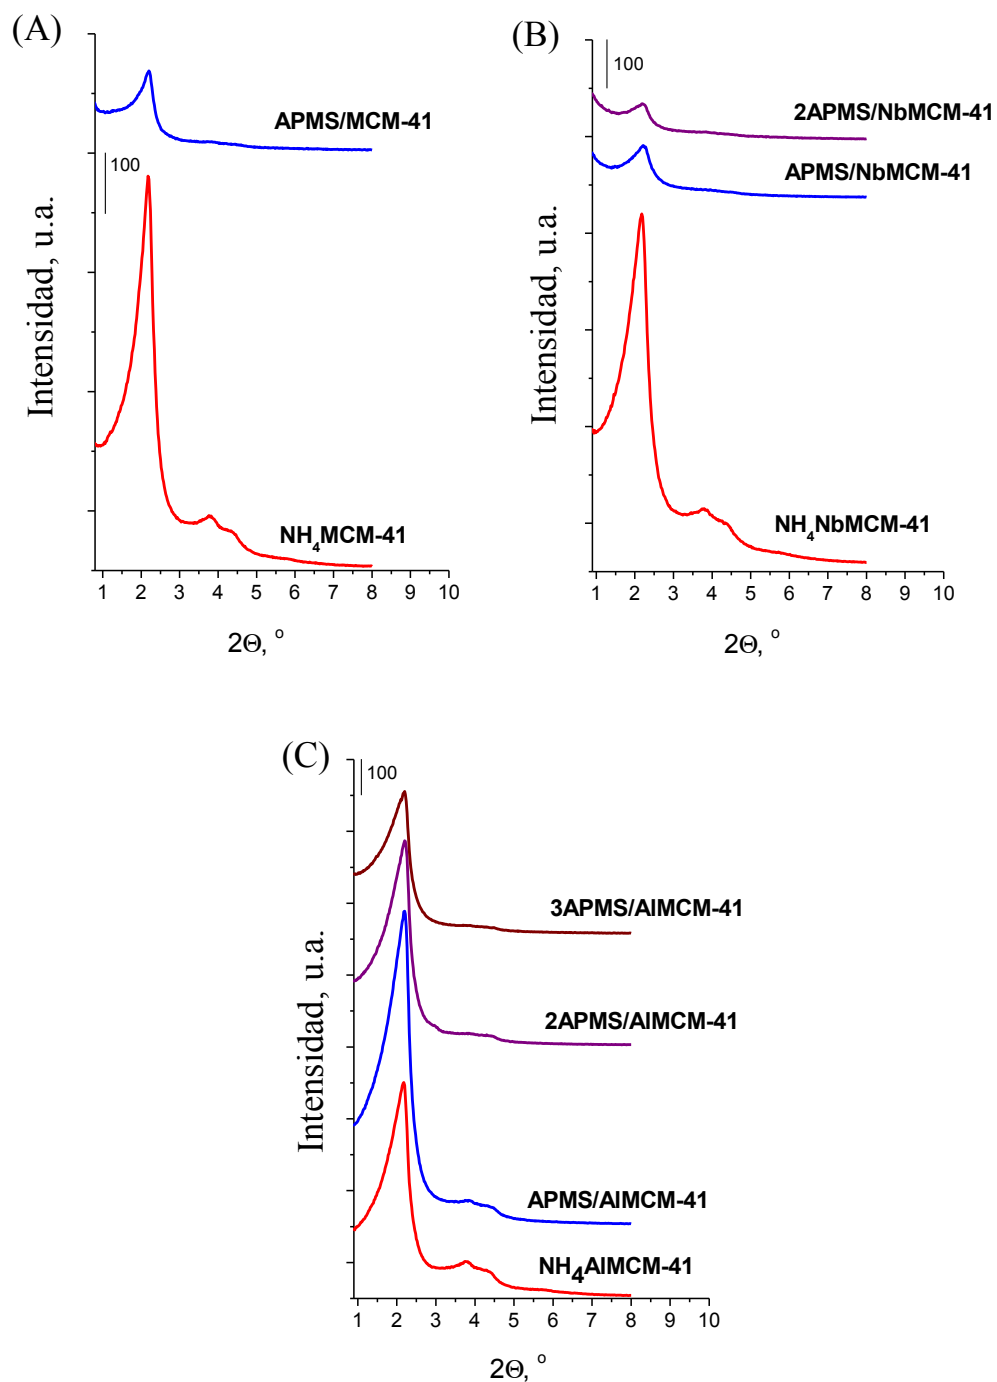 (A)
100
APMS/MCM-41
NH4MCM-41
Intensidad, u.a.
1 2 3 4 5 6 7 8 9 10
2Θ, °
(B)
100
2APMS/NbMCM-41
APMS/NbMCM-41
NH4NbMCM-41
Intensidad, u.a.
1 2 3 4 5 6 7 8 9 10
2Θ, °
(C)
100
3APMS/AlMCM-41
2APMS/AlMCM-41
APMS/AlMCM-41
NH4AlMCM-41
Intensidad, u.a.
1 2 3 4 5 6 7 8 9 10
2Θ, °